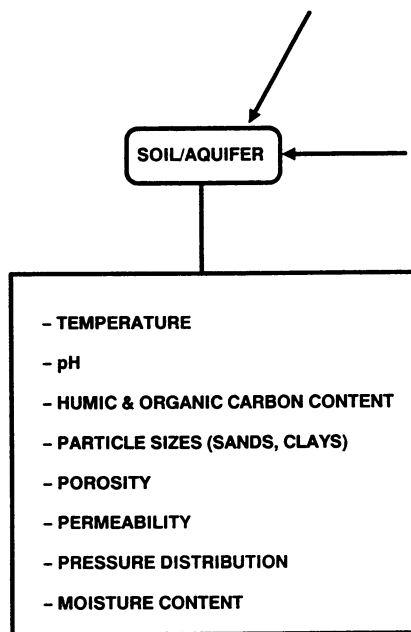 SOIL/AQUIFER
– TEMPERATURE
– pH
– HUMIC & ORGANIC CARBON CONTENT
– PARTICLE SIZES (SANDS, CLAYS)
– POROSITY
– PERMEABILITY
– PRESSURE DISTRIBUTION
– MOISTURE CONTENT